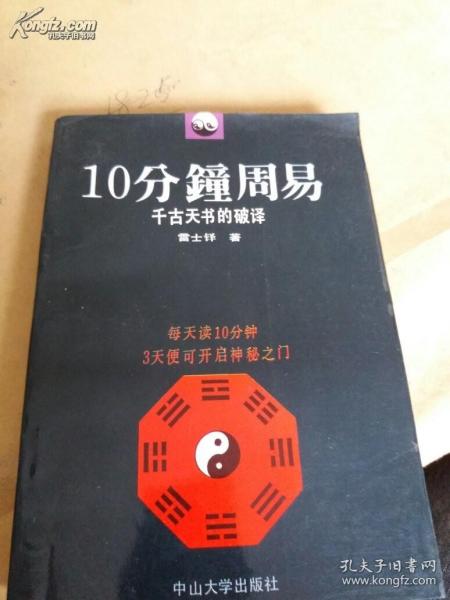 Kongfz.com
孔夫子旧书网
10分鐘周易
千古天书的破译
雷士铎 著
每天读10分钟
3天便可开启神秘之门
中山大学出版社
孔夫子旧书网
www.kongfz.com